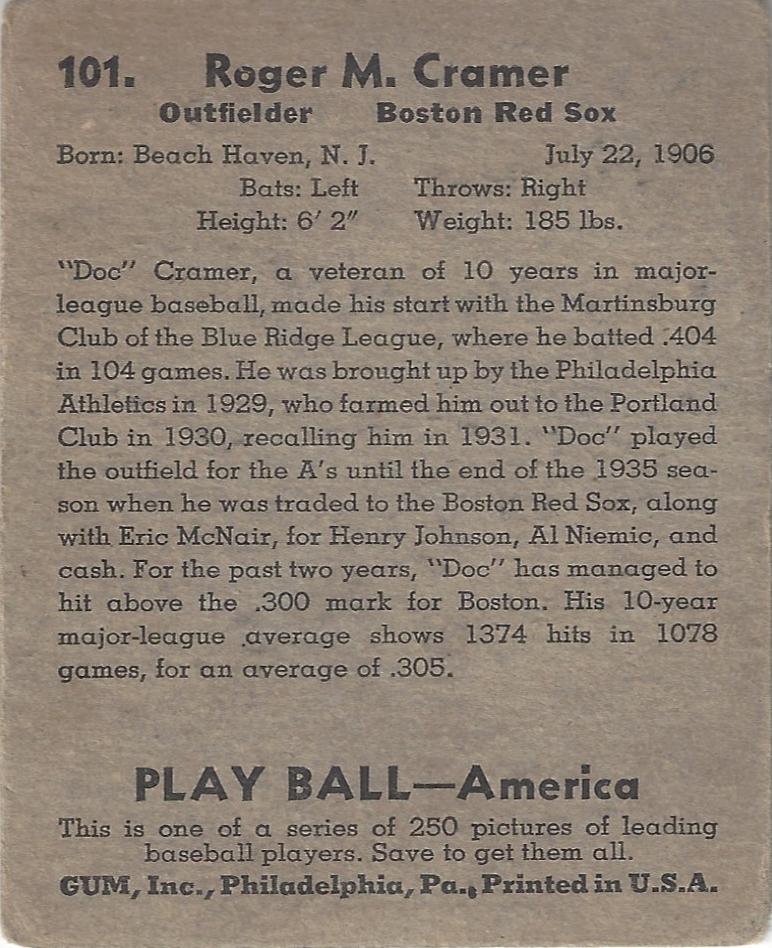 101. Roger M. Cramer
Outfielder Boston Red Sox
Born: Beach Haven, N. J. July 22, 1906
Bats: Left Throws: Right
Height: 6′ 2″ Weight: 185 lbs.
"Doc" Cramer, a veteran of 10 years in major-
league baseball, made his start with the Martinsburg
Club of the Blue Ridge League, where he batted .404
in 104 games. He was brought up by the Philadelphia
Athletics in 1929, who farmed him out to the Portland
Club in 1930, recalling him in 1931. "Doc" played
the outfield for the A's until the end of the 1935 sea-
son when he was traded to the Boston Red Sox, along
with Eric McNair, for Henry Johnson, Al Niemic, and
cash. For the past two years, "Doc" has managed to
hit above the .300 mark for Boston. His 10-year
major-league average shows 1374 hits in 1078
games, for an average of .305.
PLAY BALL—America
This is one of a series of 250 pictures of leading
baseball players. Save to get them all.
GUM, Inc., Philadelphia, Pa., Printed in U.S.A.